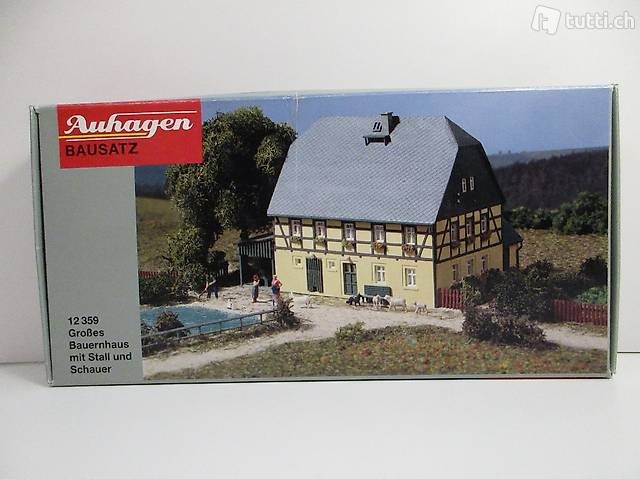 tutti.ch
Auhagen
BAUSATZ
12 359
Großes
Bauernhaus
mit Stall und
Schauer